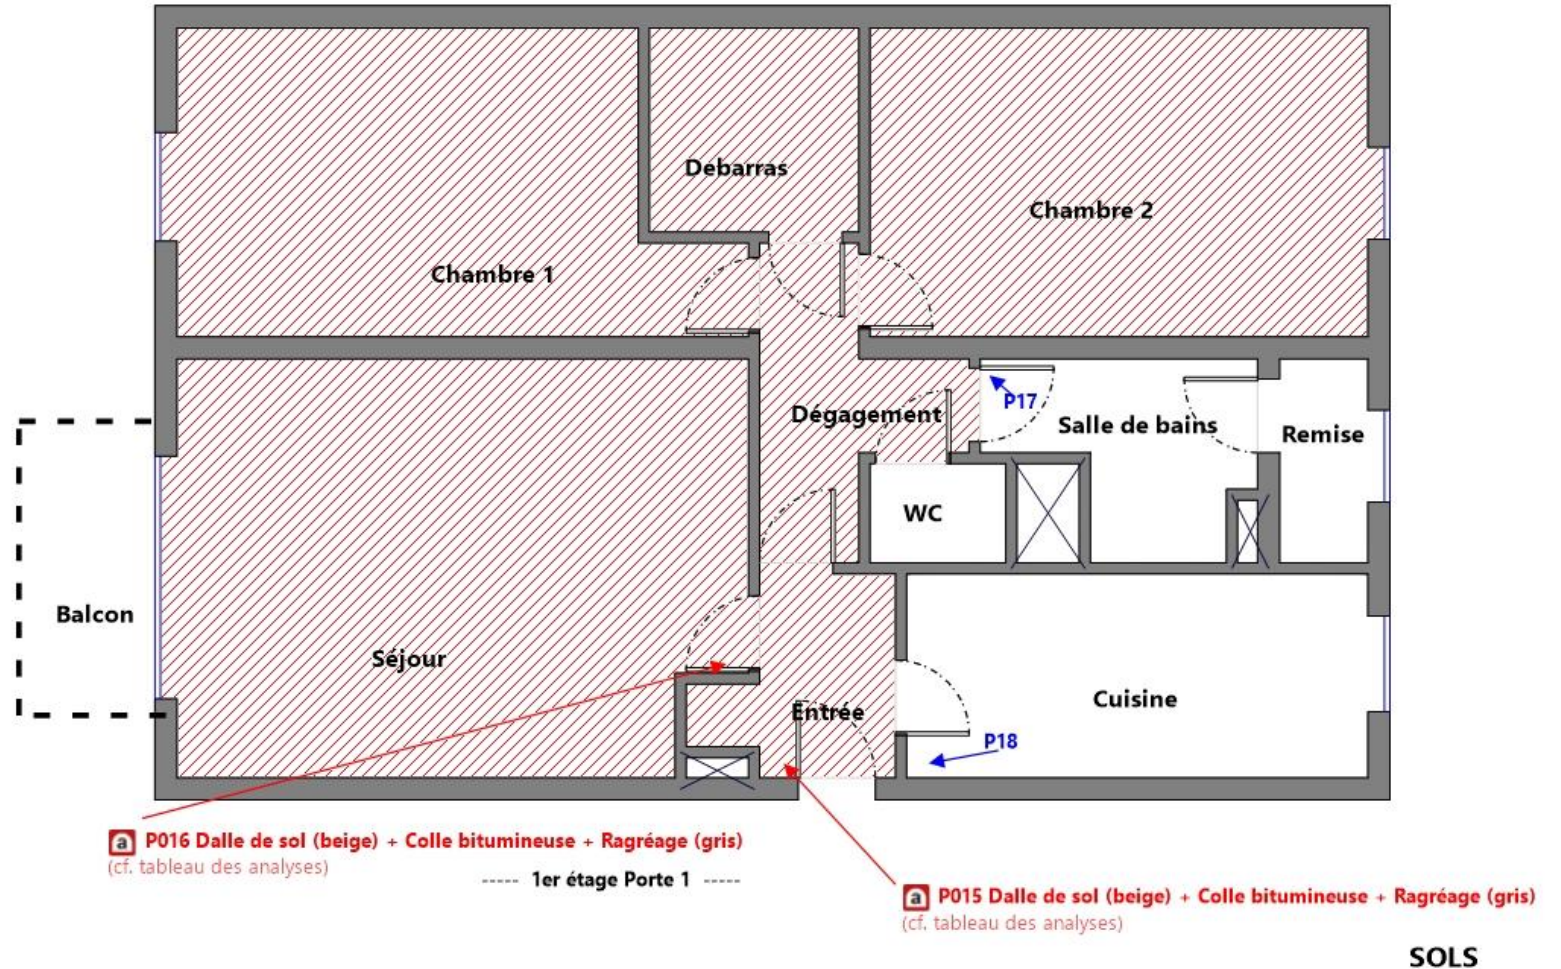 Debarras
Chambre 2
Chambre 1
P17
Dégagement
Salle de bains
Remise
WC
Balcon
Séjour
Cuisine
Entrée
P18
a P016 Dalle de sol (beige) + Colle bitumineuse + Ragréage (gris)
(cf. tableau des analyses)
----- 1er étage Porte 1 -----
a P015 Dalle de sol (beige) + Colle bitumineuse + Ragréage (gris)
(cf. tableau des analyses)
SOLS